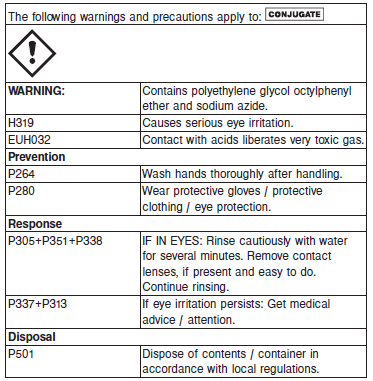 The following warnings and precautions apply to: CONJUGATE
WARNING: Contains polyethylene glycol octylphenyl
ether and sodium azide.
H319 Causes serious eye irritation.
EUH032 Contact with acids liberates very toxic gas.
Prevention
P264 Wash hands thoroughly after handling.
P280 Wear protective gloves / protective
clothing / eye protection.
Response
P305+P351+P338 IF IN EYES: Rinse cautiously with water
for several minutes. Remove contact
lenses, if present and easy to do.
Continue rinsing.
P337+P313 If eye irritation persists: Get medical
advice / attention.
Disposal
P501 Dispose of contents / container in
accordance with local regulations.